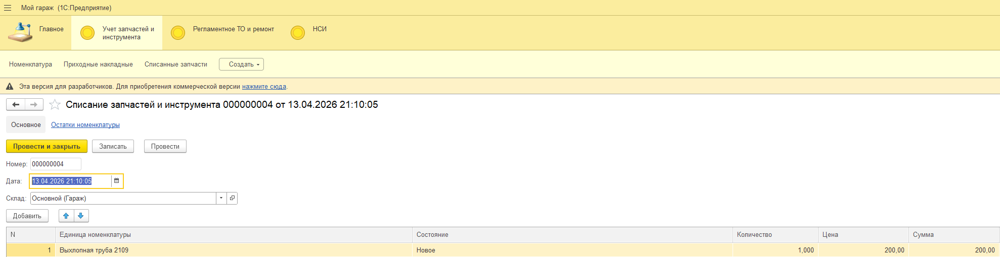 Мой гараж (1С:Предприятие)
Главное
Учет запчастей и
инструмента
Регламентное ТО и ремонт
НСИ
Номенклатура Приходные накладные Списанные запчасти Создать
Эта версия для разработчиков. Для приобретения коммерческой версии нажмите сюда.
Списание запчастей и инструмента 000000004 от 13.04.2026 21:10:05
Основное Остатки номенклатуры
Провести и закрыть Записать Провести
Номер: 000000004
Дата: 13.04.2026 21:10:05
Склад: Основной (Гараж)
Добавить
N Единица номенклатуры Состояние Количество Цена Сумма
1 Выхлопная труба 2109 Новое 1,000 200,00 200,00